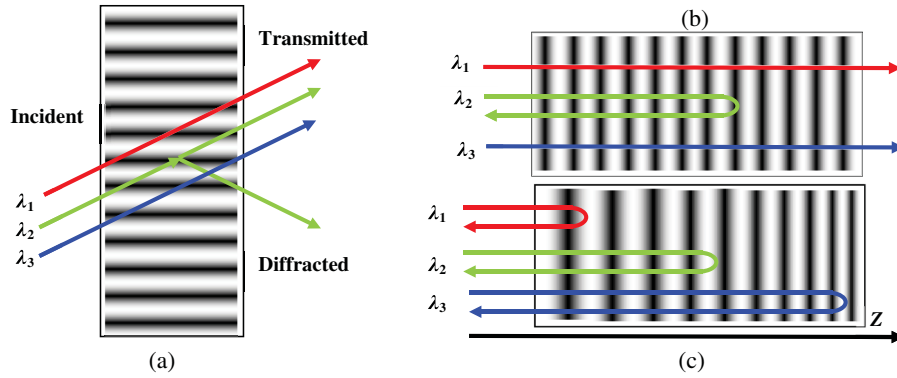 Transmitted
Incident
λ1
λ2
λ3
Diffracted
(a)
(b)
λ1
λ2
λ3
λ1
λ2
λ3
Z
(c)